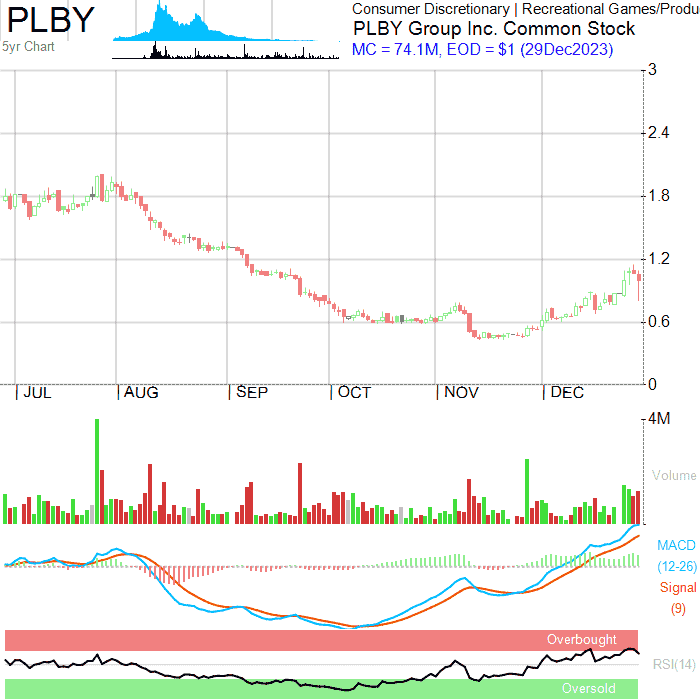 PLBY
5yr Chart
Consumer Discretionary | Recreational Games/Produ
PLBY Group Inc. Common Stock
MC = 74.1M, EOD = $1 (29Dec2023)
3
2.4
1.8
1.2
0.6
0
JUL AUG SEP OCT NOV DEC
4M
Volume
MACD
(12-26)
Signal
(9)
Overbought
RSI(14)
Oversold